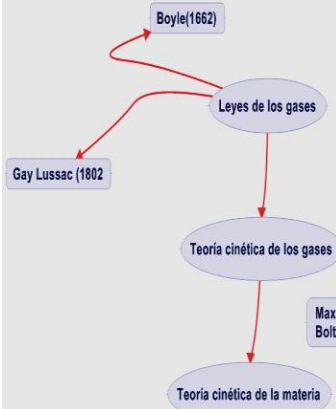 Boyle(1662)
Leyes de los gases
Gay Lussac (1802
Teoría cinética de los gases
Max
Bolt
Teoría cinética de la materia